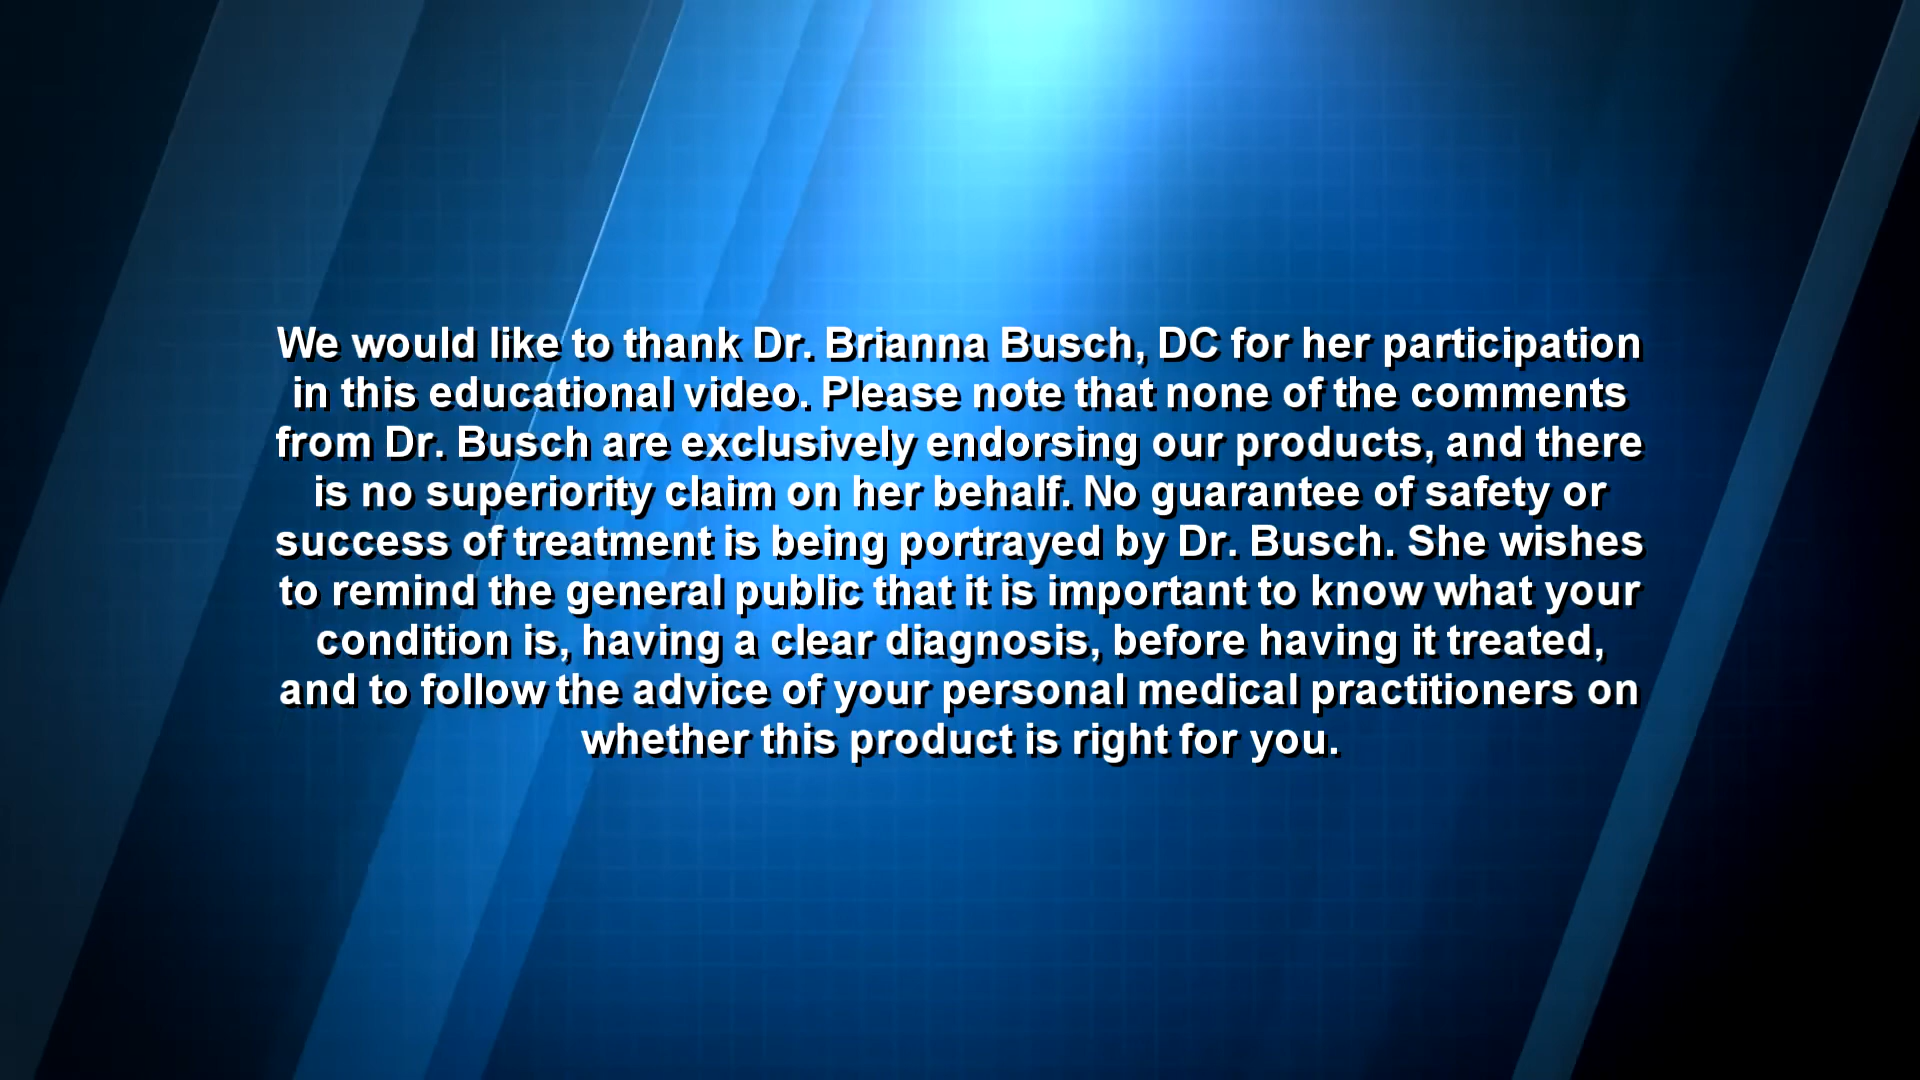 We would like to thank Dr. Brianna Busch, DC for her participation
in this educational video. Please note that none of the comments
from Dr. Busch are exclusively endorsing our products, and there
is no superiority claim on her behalf. No guarantee of safety or
success of treatment is being portrayed by Dr. Busch. She wishes
to remind the general public that it is important to know what your
condition is, having a clear diagnosis, before having it treated,
and to follow the advice of your personal medical practitioners on
whether this product is right for you.